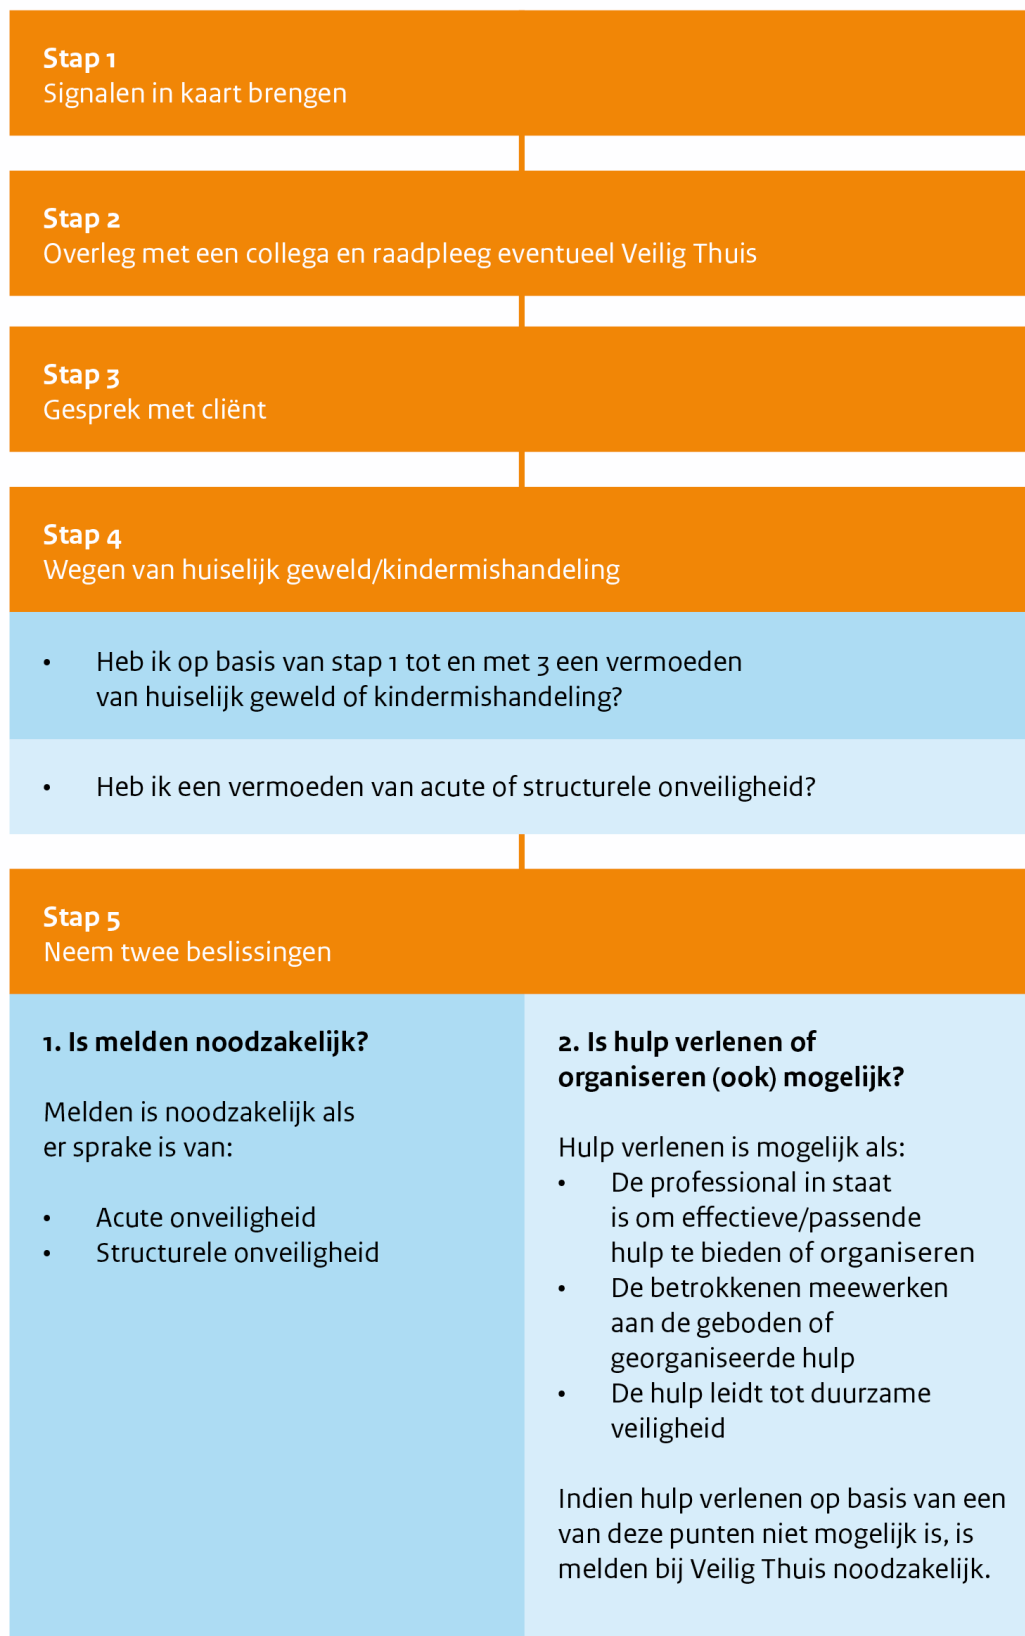 Stap 1
Signalen in kaart brengen
Stap 2
Overleg met een collega en raadpleeg eventueel Veilig Thuis
Stap 3
Gesprek met cliënt
Stap 4
Wegen van huiselijk geweld/kindermishandeling
• Heb ik op basis van stap 1 tot en met 3 een vermoeden
van huiselijk geweld of kindermishandeling?
• Heb ik een vermoeden van acute of structurele onveiligheid?
Stap 5
Neem twee beslissingen
1. Is melden noodzakelijk?
Melden is noodzakelijk als
er sprake is van:
• Acute onveiligheid
• Structurele onveiligheid
2. Is hulp verlenen of
organiseren (ook) mogelijk?
Hulp verlenen is mogelijk als:
• De professional in staat
is om effectieve/passende
hulp te bieden of organiseren
• De betrokkenen meewerken
aan de geboden of
georganiseerde hulp
• De hulp leidt tot duurzame
veiligheid
Indien hulp verlenen op basis van een
van deze punten niet mogelijk is, is
melden bij Veilig Thuis noodzakelijk.